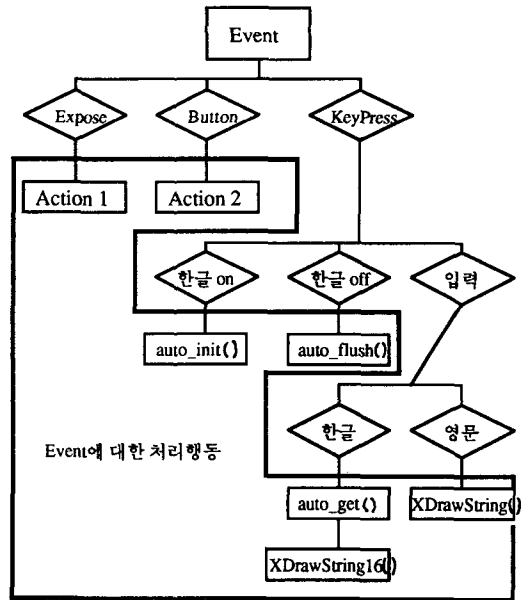 Event
Expose
Button
KeyPress
Action 1
Action 2
한글 on
한글 off
입력
auto_init()
auto_flush()
한글
영문
Event에 대한 처리행동
auto_get()
XDrawString()
XDrawString16()